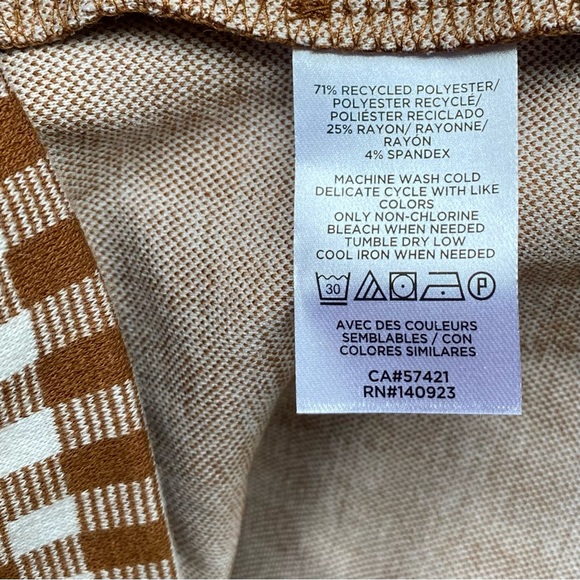 71% RECYCLED POLYESTER/
POLYESTER RECYCLÉ/
POLIÉSTER RECICLADO
25% RAYON/ RAYONNE/
RAYÓN
4% SPANDEX
MACHINE WASH COLD
DELICATE CYCLE WITH LIKE
COLORS
ONLY NON-CHLORINE
BLEACH WHEN NEEDED
TUMBLE DRY LOW
COOL IRON WHEN NEEDED
30 P
AVEC DES COULEURS
SEMBLABLES / CON
COLORES SIMILARES
CA#57421
RN#140923